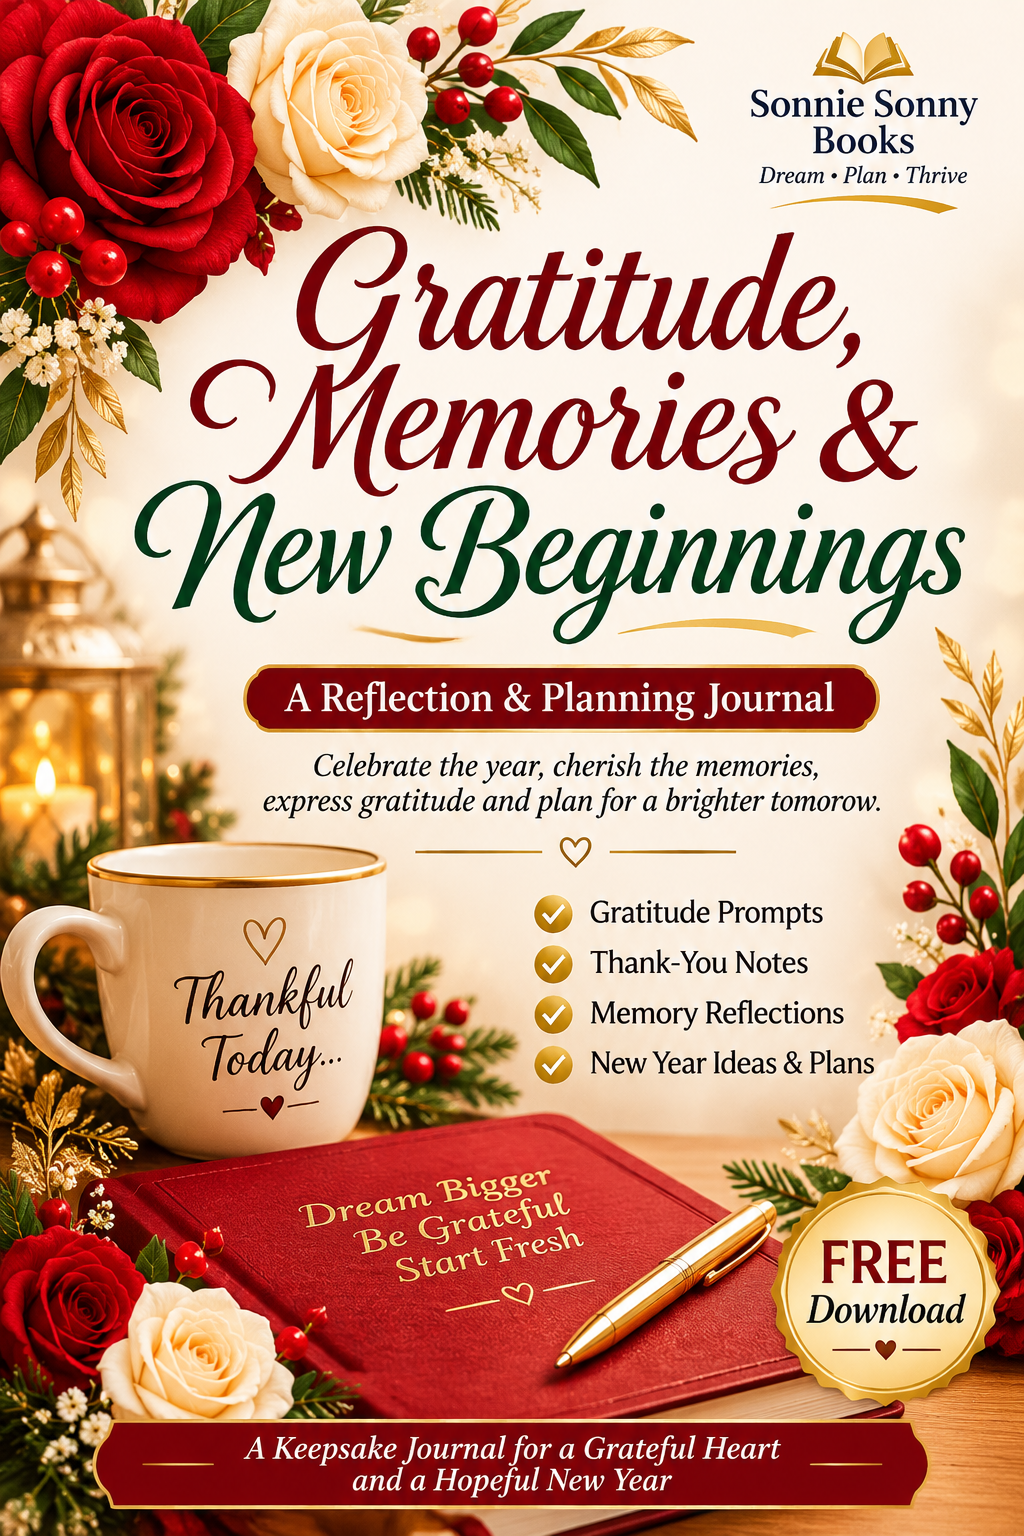 Sonnie Sonny
Books
Dream • Plan • Thrive
Gratitude,
Memories &
New Beginnings
A Reflection & Planning Journal
Celebrate the year, cherish the memories,
express gratitude and plan for a brighter tomorow.
Gratitude Prompts
Thank-You Notes
Memory Reflections
New Year Ideas & Plans
Thankful
Today...
Dream Bigger
Be Grateful
Start Fresh
FREE
Download
A Keepsake Journal for a Grateful Heart
and a Hopeful New Year